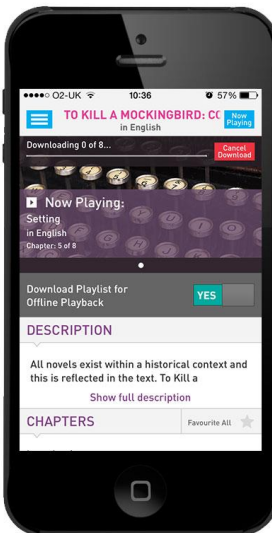 O2-UK 10:36 57%
TO KILL A MOCKINGBIRD: CC
in English
Now
Playing
Downloading 0 of 8...
Cancel
Download
Now Playing:
Setting
in English
Chapter: 5 of 8
Download Playlist for
Offline Playback
YES
DESCRIPTION
All novels exist within a historical context and
this is reflected in the text. To Kill a
Show full description
CHAPTERS
Favourite All